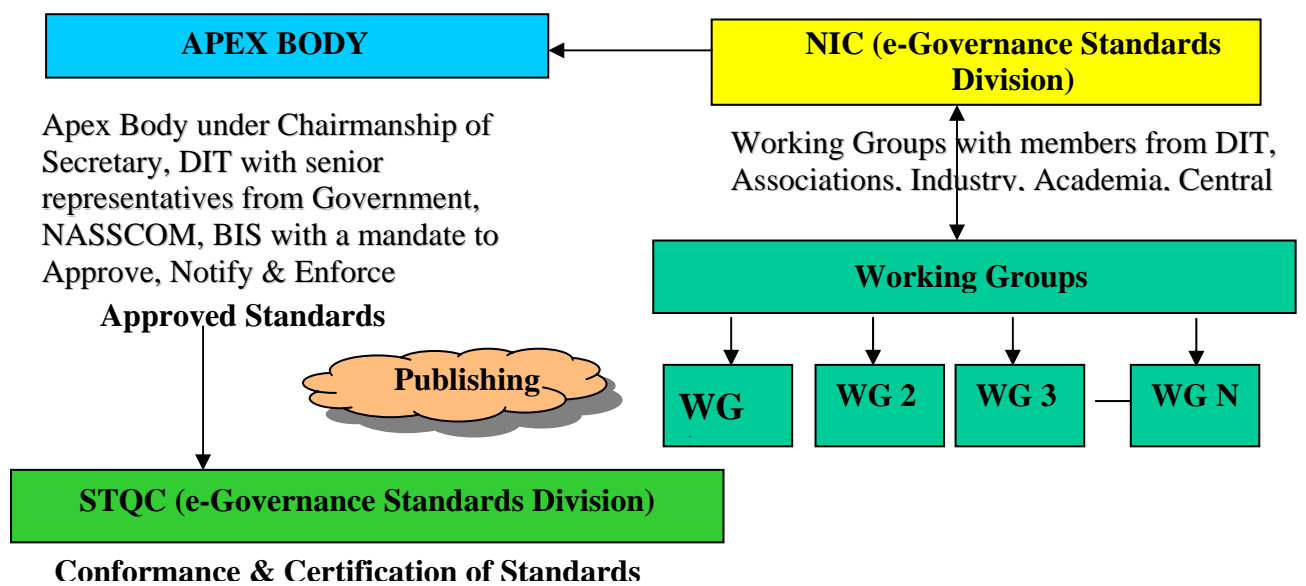 APEX BODY
NIC (e-Governance Standards
Division)
Apex Body under Chairmanship of
Secretary, DIT with senior
representatives from Government,
NASSCOM, BIS with a mandate to
Approve, Notify & Enforce
Approved Standards
Working Groups with members from DIT,
Associations, Industry, Academia, Central
Working Groups
Publishing
WG
WG 2
WG 3
WG N
STQC (e-Governance Standards Division)
Conformance & Certification of Standards